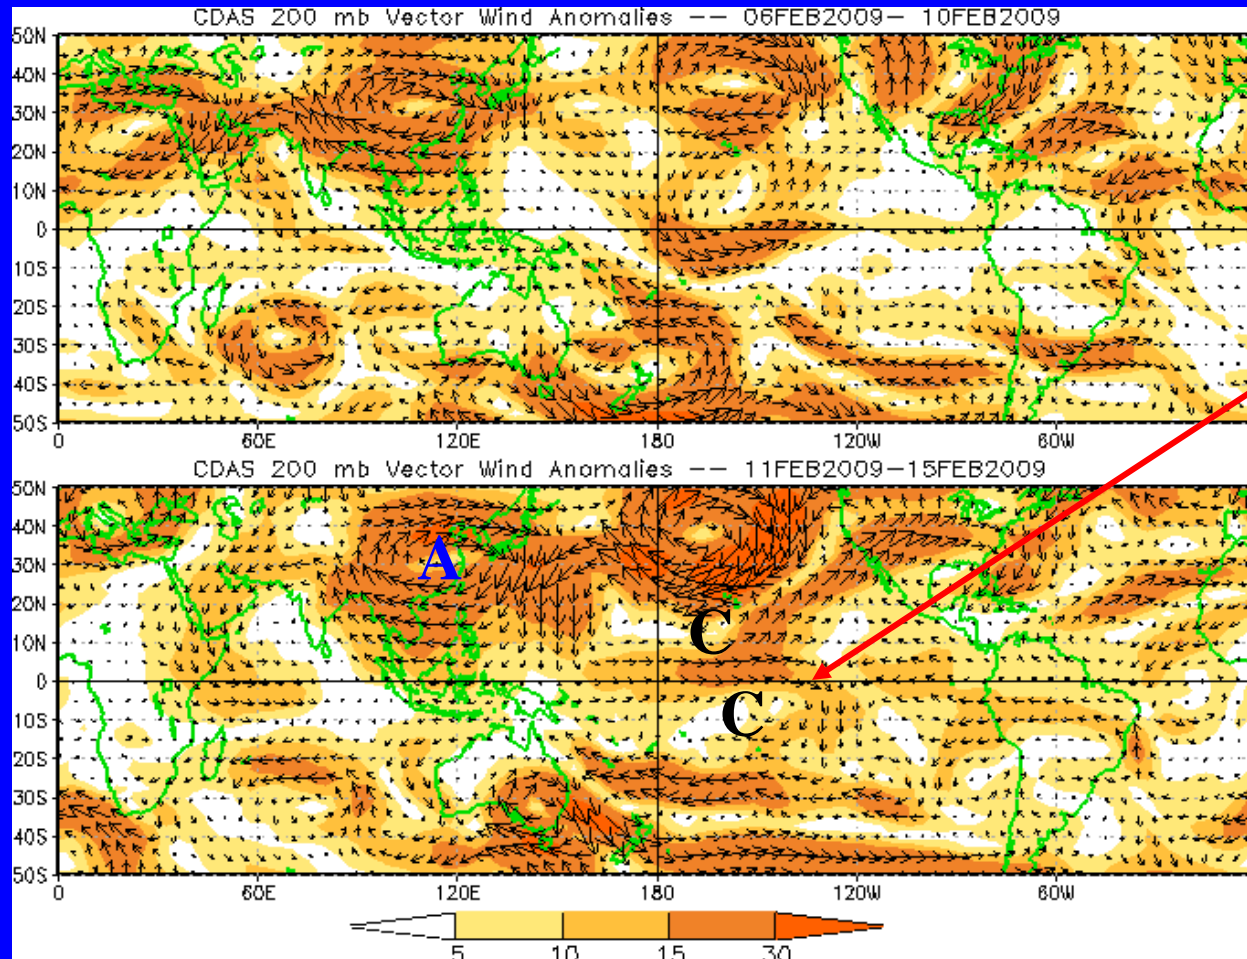 CDAS 200 mb Vector Wind Anomalies -- 06FEB2009- 10FEB2009
50N
40N
30N
20N
10N
0
10S
20S
30S
40S
50S
0 60E 120E 180 120W 60W
CDAS 200 mb Vector Wind Anomalies -- 11FEB2009-15FEB2009
50N
40N
A
30N
20N
C
10N
0
C
10S
20S
30S
40S
50S
0 60E 120E 180 120W 60W
5 10 15 30